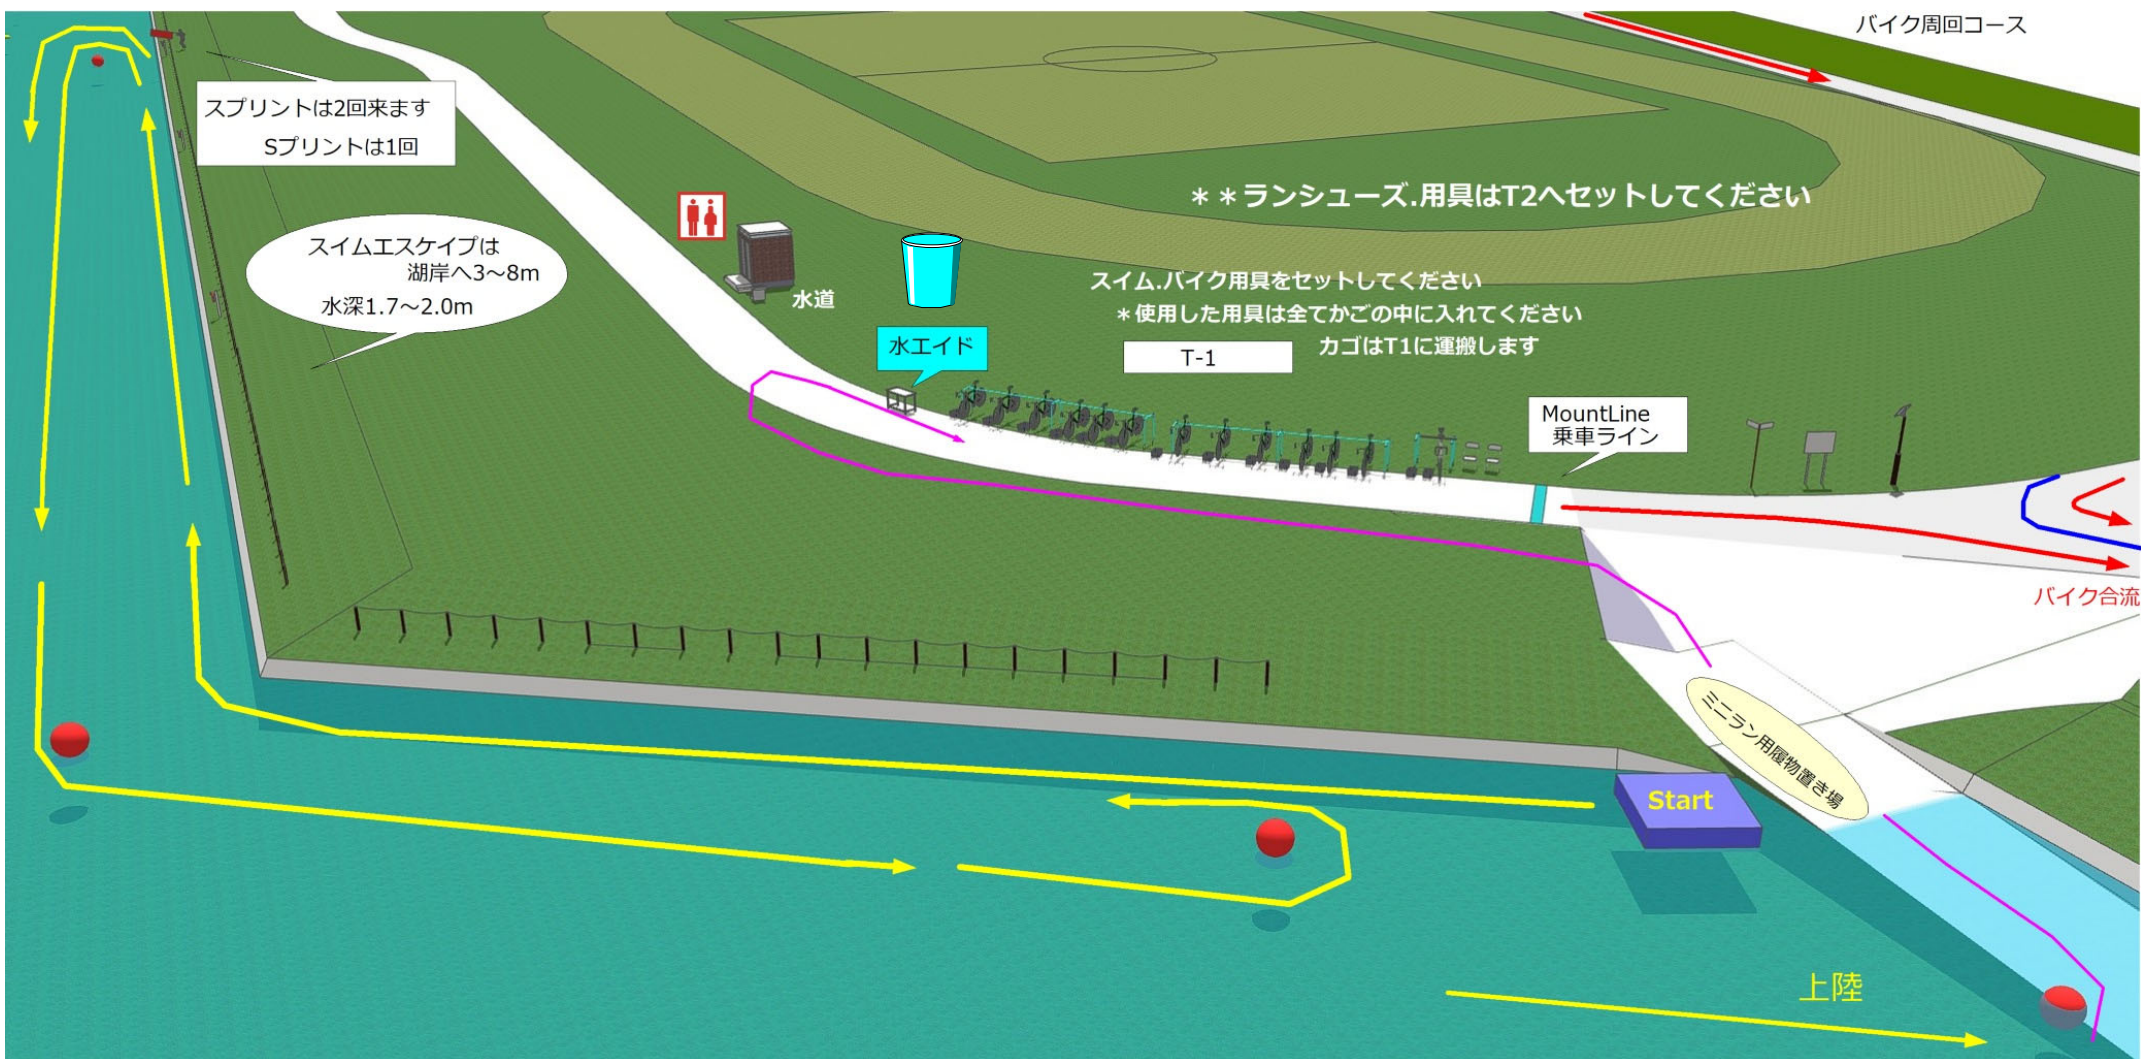 バイク周回コース
スプリントは2回来ます
Sプリントは1回
＊＊ランシューズ.用具はT2へセットしてください
スイムエスケイプは
湖岸へ3～8m
水深1.7～2.0m
水道
スイム.バイク用具をセットしてください
＊使用した用具は全てかごの中に入れてください
カゴはT1に運搬します
水エイド
T-1
MountLine
乗車ライン
バイク合流
ミニラン用履物置き場
Start
上陸